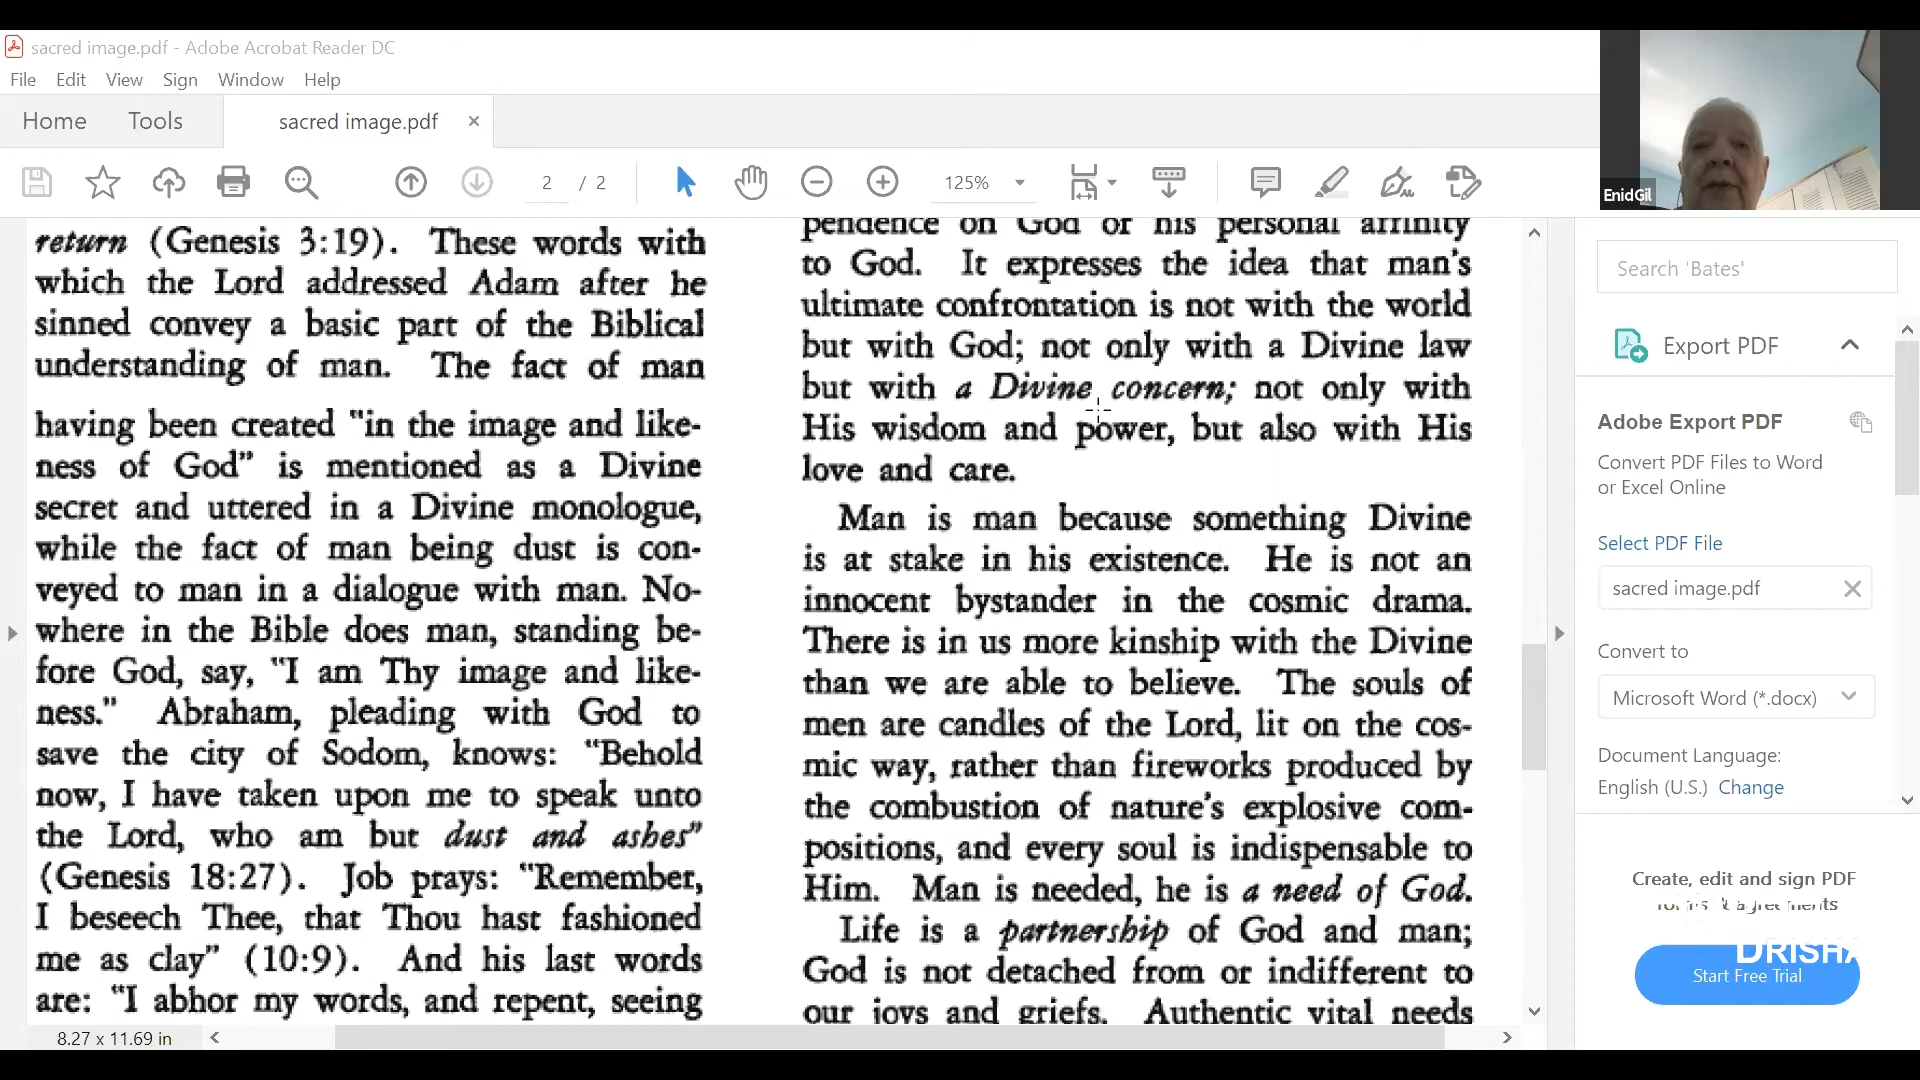 sacred image.pdf - Adobe Acrobat Reader DC
File Edit View Sign Window Help
Home Tools sacred image.pdf
2 / 2 125%
EnidGil
return (Genesis 3:19). These words with
which the Lord addressed Adam after he
sinned convey a basic part of the Biblical
understanding of man. The fact of man
having been created "in the image and like-
ness of God" is mentioned as a Divine
secret and uttered in a Divine monologue,
while the fact of man being dust is con-
veyed to man in a dialogue with man. No-
where in the Bible does man, standing be-
fore God, say, "I am Thy image and like-
ness." Abraham, pleading with God to
save the city of Sodom, knows: "Behold
now, I have taken upon me to speak unto
the Lord, who am but dust and ashes"
(Genesis 18:27). Job prays: "Remember,
I beseech Thee, that Thou hast fashioned
me as clay" (10:9). And his last words
are: "I abhor my words, and repent, seeing
pendence on God or his personal affinity
to God. It expresses the idea that man's
ultimate confrontation is not with the world
but with God; not only with a Divine law
but with a Divine concern; not only with
His wisdom and power, but also with His
love and care.
Man is man because something Divine
is at stake in his existence. He is not an
innocent bystander in the cosmic drama.
There is in us more kinship with the Divine
than we are able to believe. The souls of
men are candles of the Lord, lit on the cos-
mic way, rather than fireworks produced by
the combustion of nature's explosive com-
positions, and every soul is indispensable to
Him. Man is needed, he is a need of God.
Life is a partnership of God and man;
God is not detached from or indifferent to
our joys and griefs. Authentic vital needs
8.27 x 11.69 in
Search 'Bates'
Export PDF
Adobe Export PDF
Convert PDF Files to Word
or Excel Online
Select PDF File
sacred image.pdf
Convert to
Microsoft Word (*.docx)
Document Language:
English (U.S.) Change
Create, edit and sign PDF
Start Free Trial